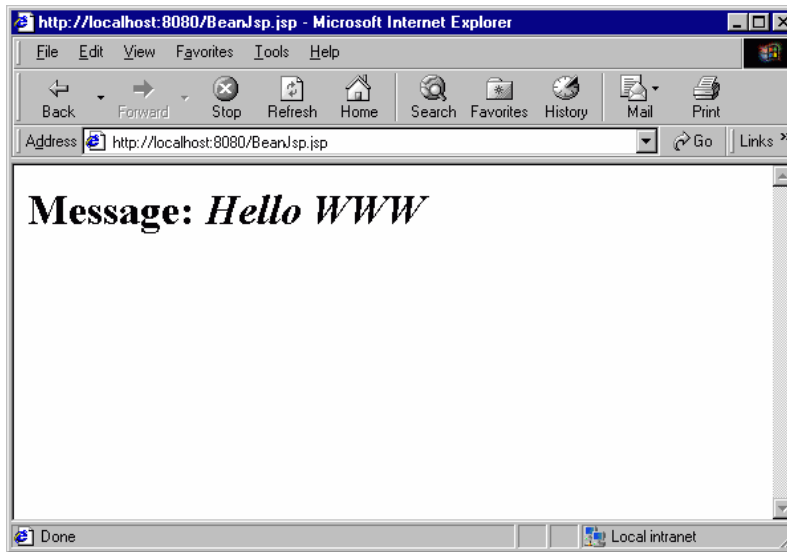 http://localhost:8080/BeanJsp.jsp - Microsoft Internet Explorer
File Edit View Favorites Tools Help
Back Forward Stop Refresh Home Search Favorites History Mail Print
Address http://localhost:8080/BeanJsp.jsp Go Links »
Message: Hello WWW
Done Local intranet